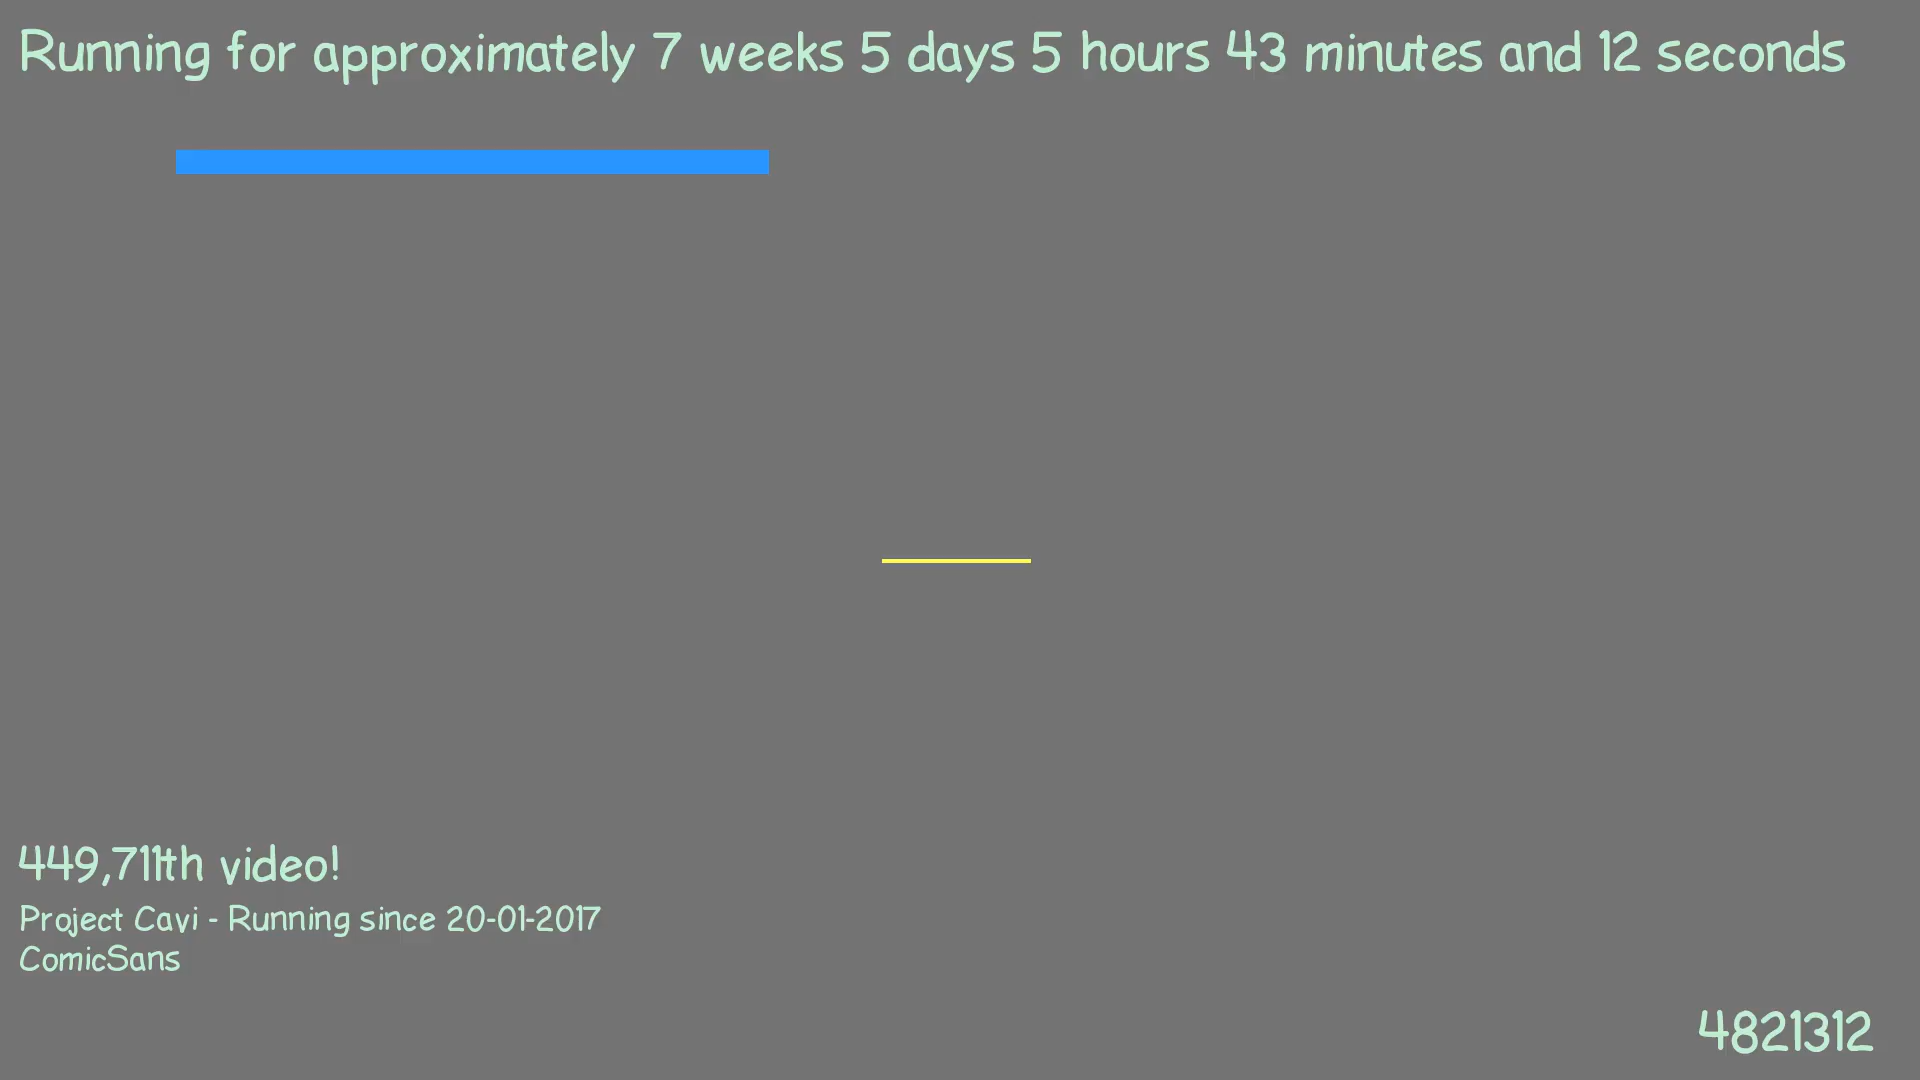 Running for approximately 7 weeks 5 days 5 hours 43 minutes and 12 seconds
449,711th video!
Project Cavi - Running since 20-01-2017
ComicSans
4821312